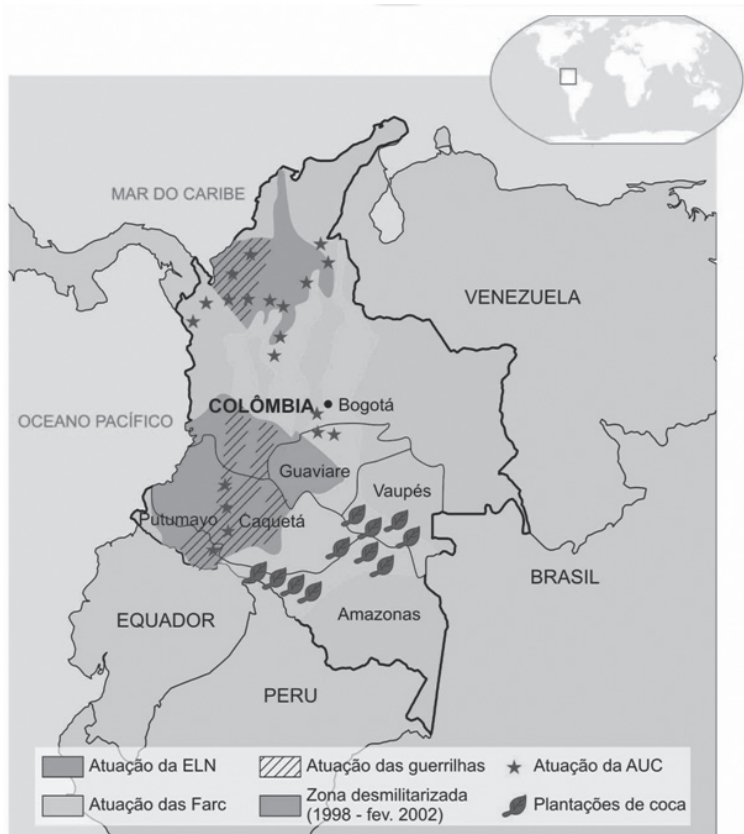 MAR DO CARIBE
VENEZUELA
COLÔMBIA
Bogotá
OCEANO PACÍFICO
Guaviare
Vaupés
Putumayo
Caquetá
BRASIL
EQUADOR
Amazonas
PERU
Atuação da ELN
Atuação das guerrilhas
Atuação da AUC
Atuação das Farc
Zona desmilitarizada
(1998 - fev. 2002)
Plantações de coca